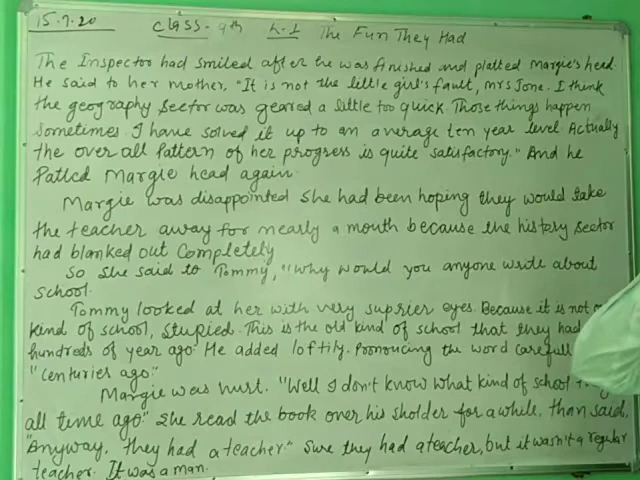 15.7.20 CLASS-9th L-1 The Fun They Had
The Inspector had smiled after he was finished and platted Margie's head.
He said to her mother, "It is not the little girl's fault, mrs Jone. I think
the geography Sector was geared a little too quick. Those things happen
Sometimes. I have solved it up to an average ten year level Actually
the over all Pattern of her progress is quite satisfactory." And he
Patled Margie head again.
Margie was disappointed She had been hoping they would take
the teacher away for nearly a mouth because the history Sector
had blanked out Completely
So She said to Tommy, "why would you anyone write about
School.
Tommy looked at her with very suprier eyes. Because it is not
kind of school, Stupied. This is the old kind of school that they had
hundreds of year ago. He added loftily. Pronoucing the word Carefull
"Centuries ago"
Margie was hurt. "Well I don't know what kind of school they
all time ago." She read the book over his sholder for a while, than said,
"Anyway, they had a teacher." Sure they had a teacher, but it wasn't a regular
teacher. It was a man.